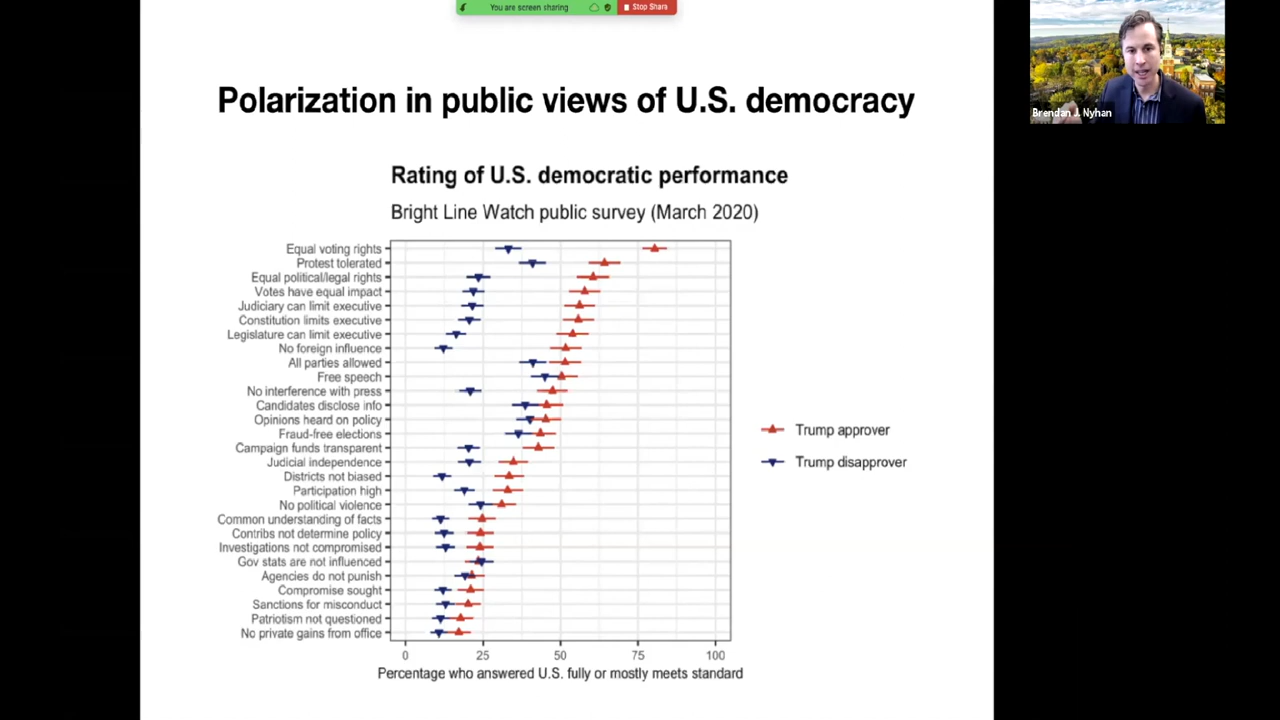 You are screen sharing
Stop Share
Brendan J. Nyhan
Polarization in public views of U.S. democracy
Rating of U.S. democratic performance
Bright Line Watch public survey (March 2020)
Equal voting rights
Protest tolerated
Equal political/legal rights
Votes have equal impact
Judiciary can limit executive
Constitution limits executive
Legislature can limit executive
No foreign influence
All parties allowed
Free speech
No interference with press
Candidates disclose info
Opinions heard on policy
Fraud-free elections
Campaign funds transparent
Judicial independence
Districts not biased
Participation high
No political violence
Common understanding of facts
Contribs not determine policy
Investigations not compromised
Gov stats are not influenced
Agencies do not punish
Compromise sought
Sanctions for misconduct
Patriotism not questioned
No private gains from office
0 25 50 75 100
Percentage who answered U.S. fully or mostly meets standard
Trump approver
Trump disapprover